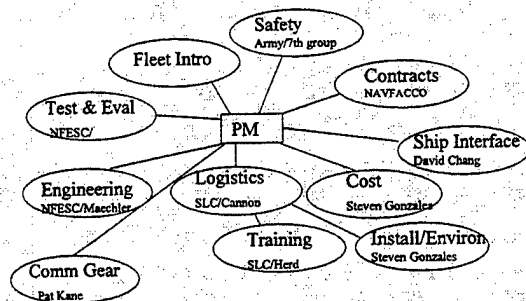 Safety
Army/7th group
Fleet Intro
Contracts
NAVFACCO
Test & Eval
NFESC/
PM
Ship Interface
David Chang
Engineering
NFESC/Maechler
Logistics
SLC/Cannon
Cost
Steven Gonzales
Training
SLC/Herd
Install/Environ
Steven Gonzales
Comm Gear
Pat Kane